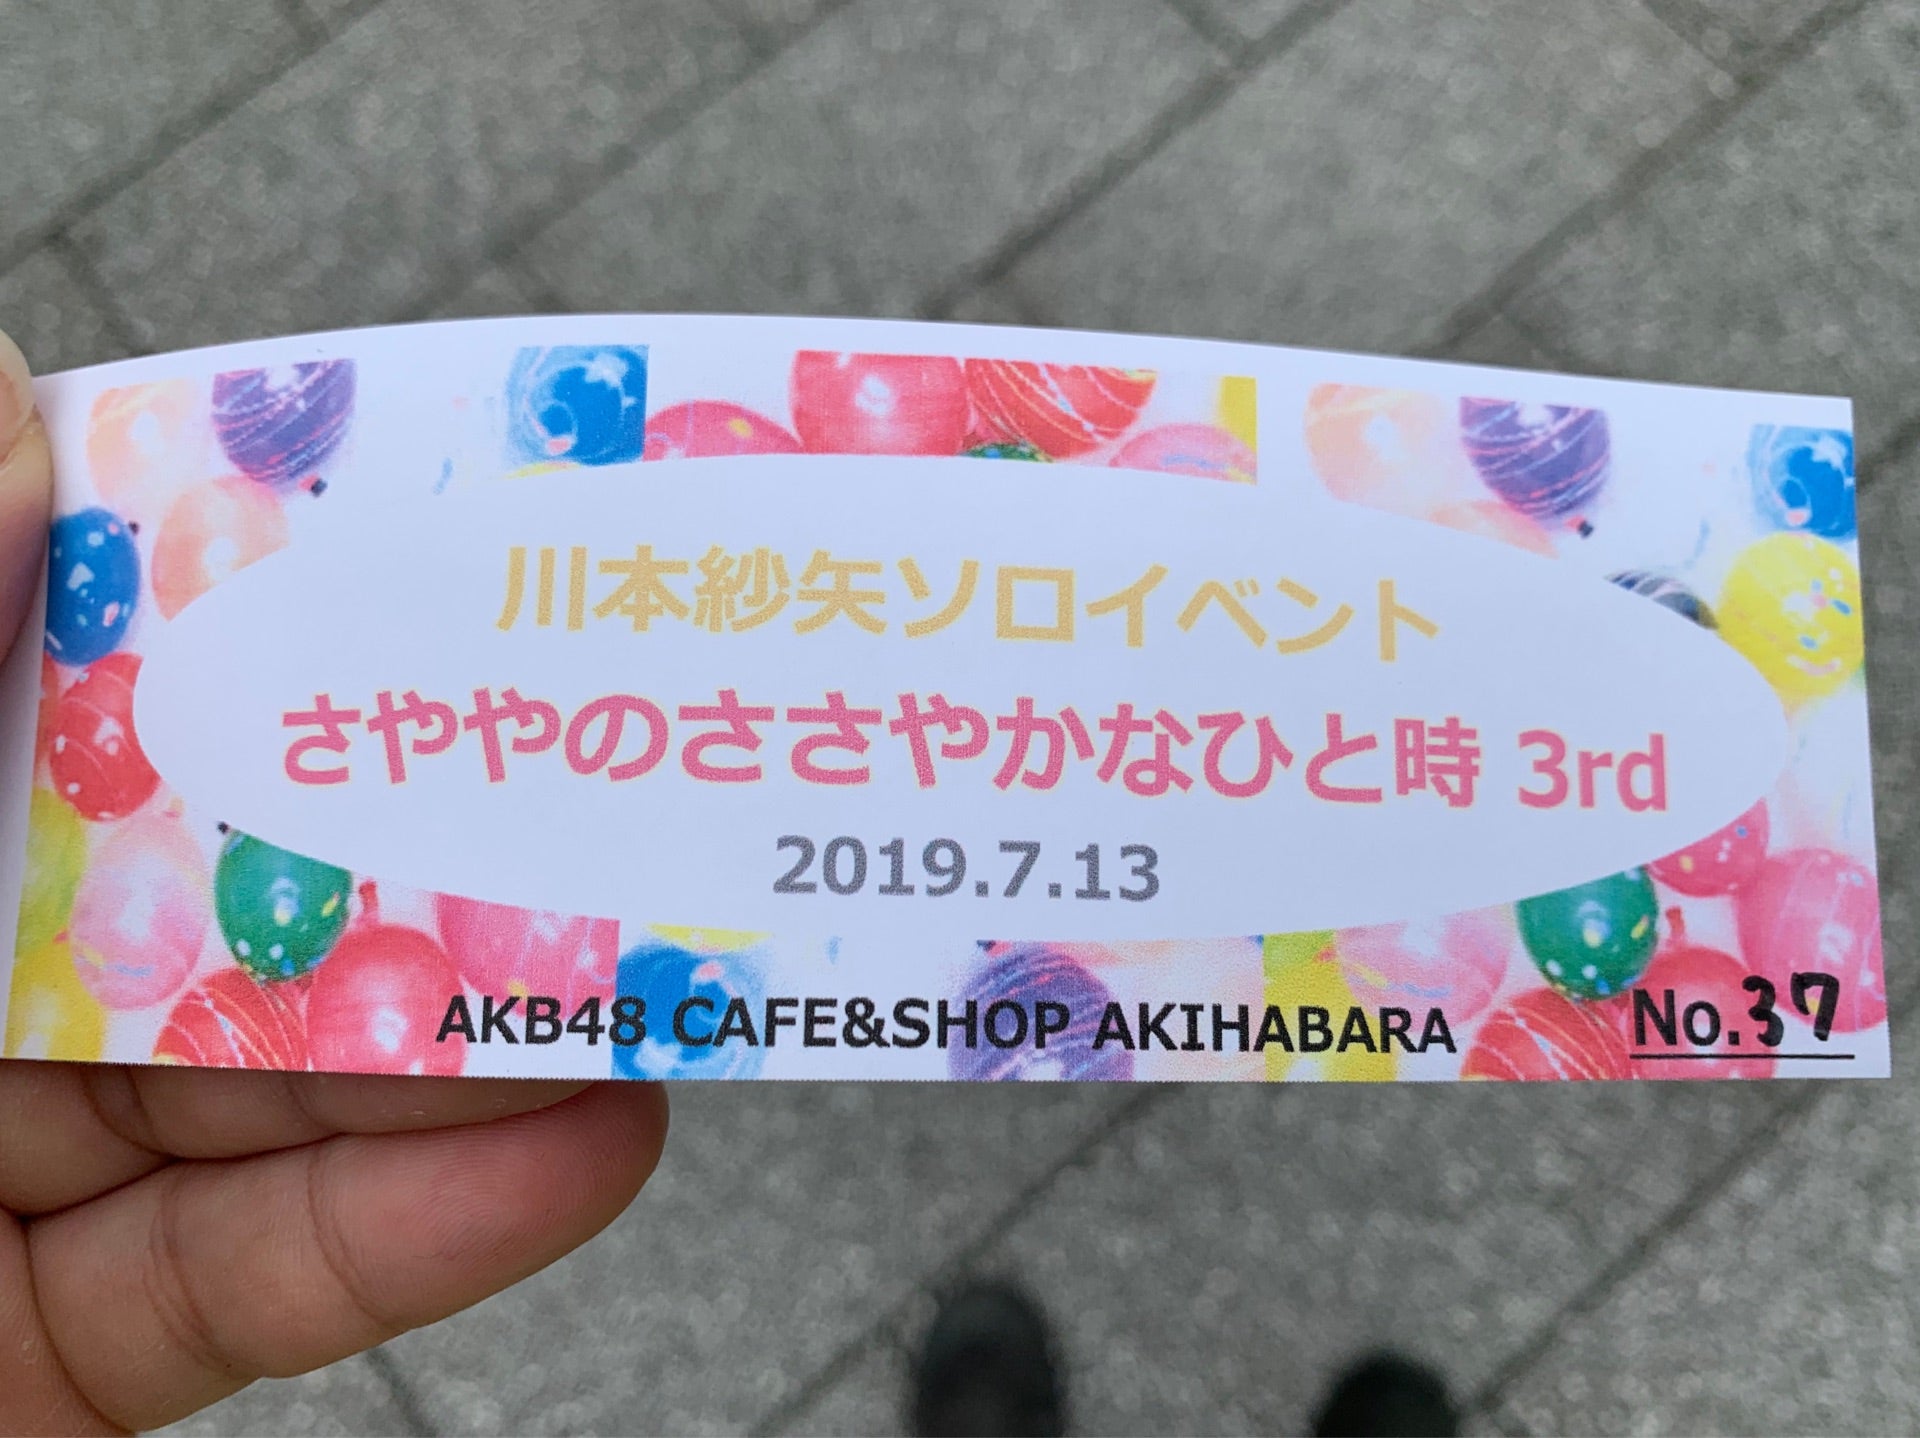 川本紗矢ソロイベント
さややのささやかなひと時 3rd
2019.7.13
AKB48 CAFE&SHOP AKIHABARA
No.37